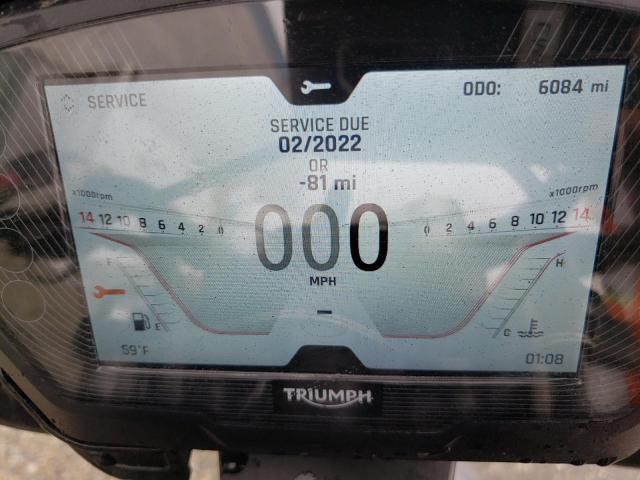 SERVICE
ODO: 6084 mi
SERVICE DUE
02/2022
OR
-81 mi
x1000rpm
x1000rpm
14 12 10 8 6 4 2 0
0 2 4 6 8 10 12 14
000
MPH
F
H
E
C
59°F
01:08
TRIUMPH